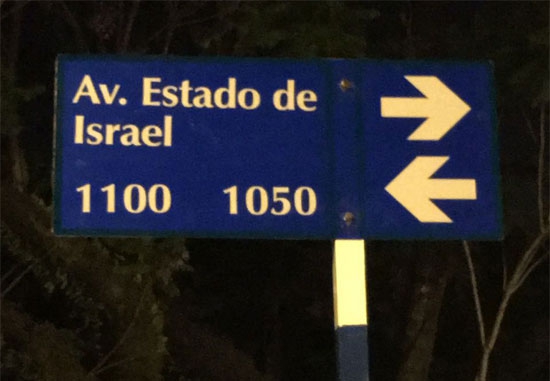 Av. Estado de
Israel
1100 1050